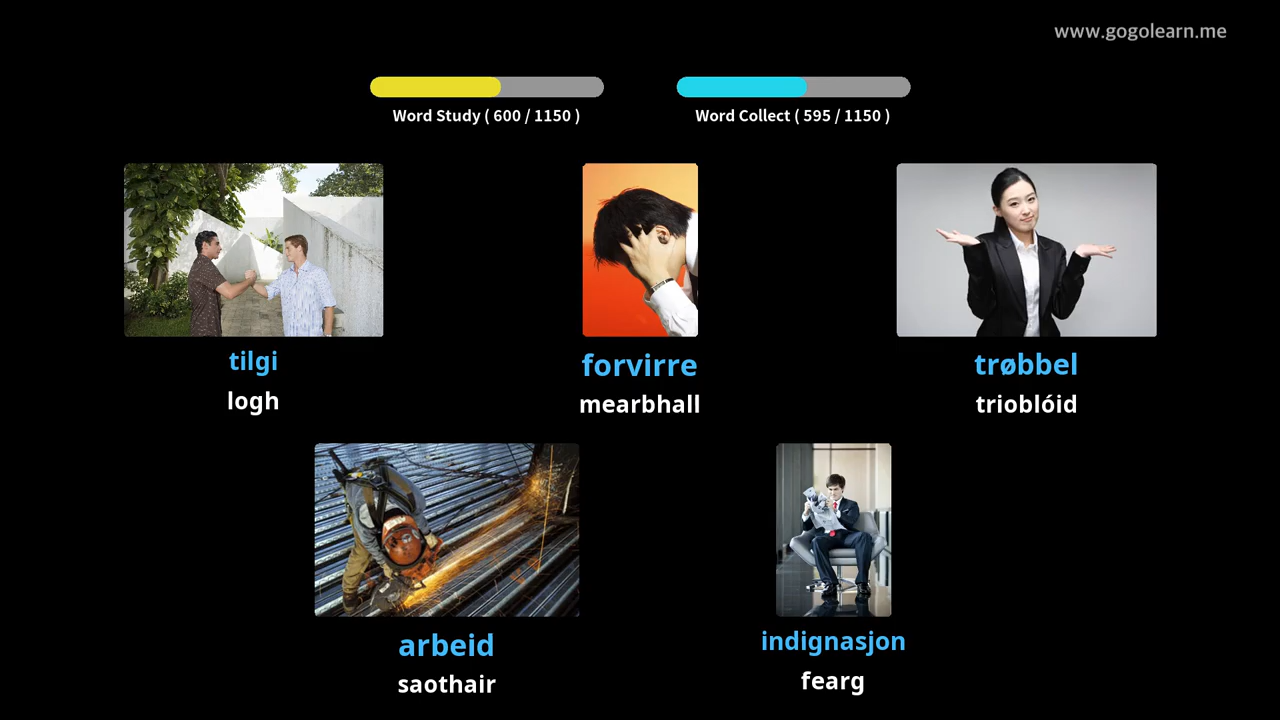 www.gogolearn.me
Word Study ( 600 / 1150 )
Word Collect ( 595 / 1150 )
tilgi
logh
forvirre
mearbhall
trøbbel
trioblóid
arbeid
saothair
indignasjon
fearg